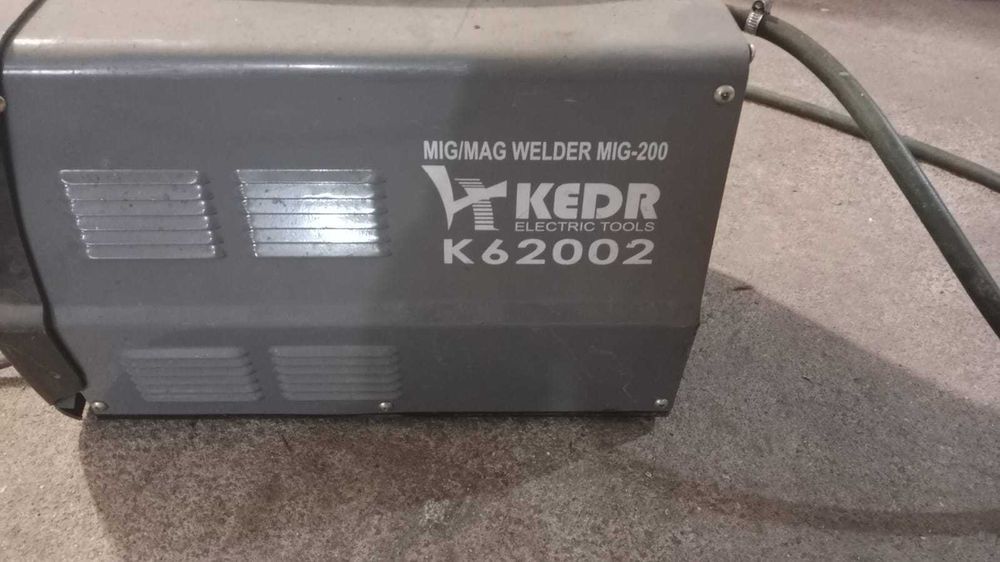 MIG/MAG WELDER MIG-200
KEDR
ELECTRIC TOOLS
K62002